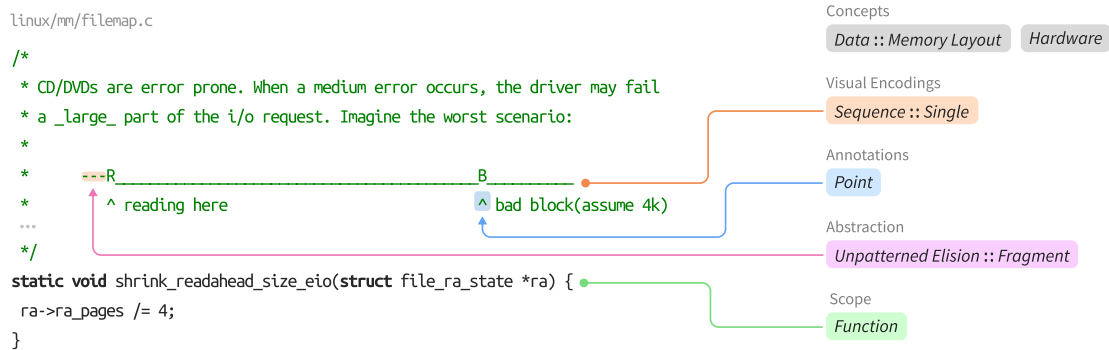 linux/mm/filemap.c
/*
 * CD/DVDs are error prone. When a medium error occurs, the driver may fail
 * a _large_ part of the i/o request. Imagine the worst scenario:
 *
 *      ---R__________________________________________B__________
 *         ^ reading here                             ^ bad block(assume 4k)
 ...
 */
static void shrink_readahead_size_eio(struct file_ra_state *ra) {
 ra->ra_pages /= 4;
}
Concepts
Data :: Memory Layout Hardware
Visual Encodings
Sequence :: Single
Annotations
Point
Abstraction
Unpatterned Elision :: Fragment
Scope
Function